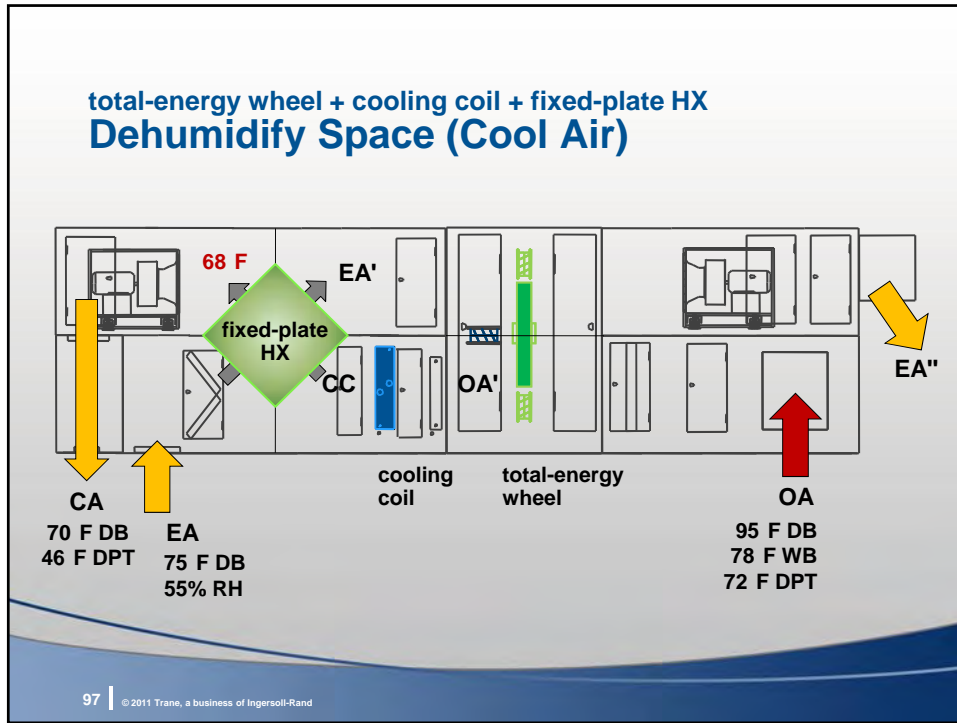 total-energy wheel + cooling coil + fixed-plate HX
Dehumidify Space (Cool Air)
68 F
EA'
fixed-plate
HX
CC
OA'
EA"
cooling
coil
total-energy
wheel
CA
70 F DB
46 F DPT
EA
75 F DB
55% RH
OA
95 F DB
78 F WB
72 F DPT
97
© 2011 Trane, a business of Ingersoll-Rand